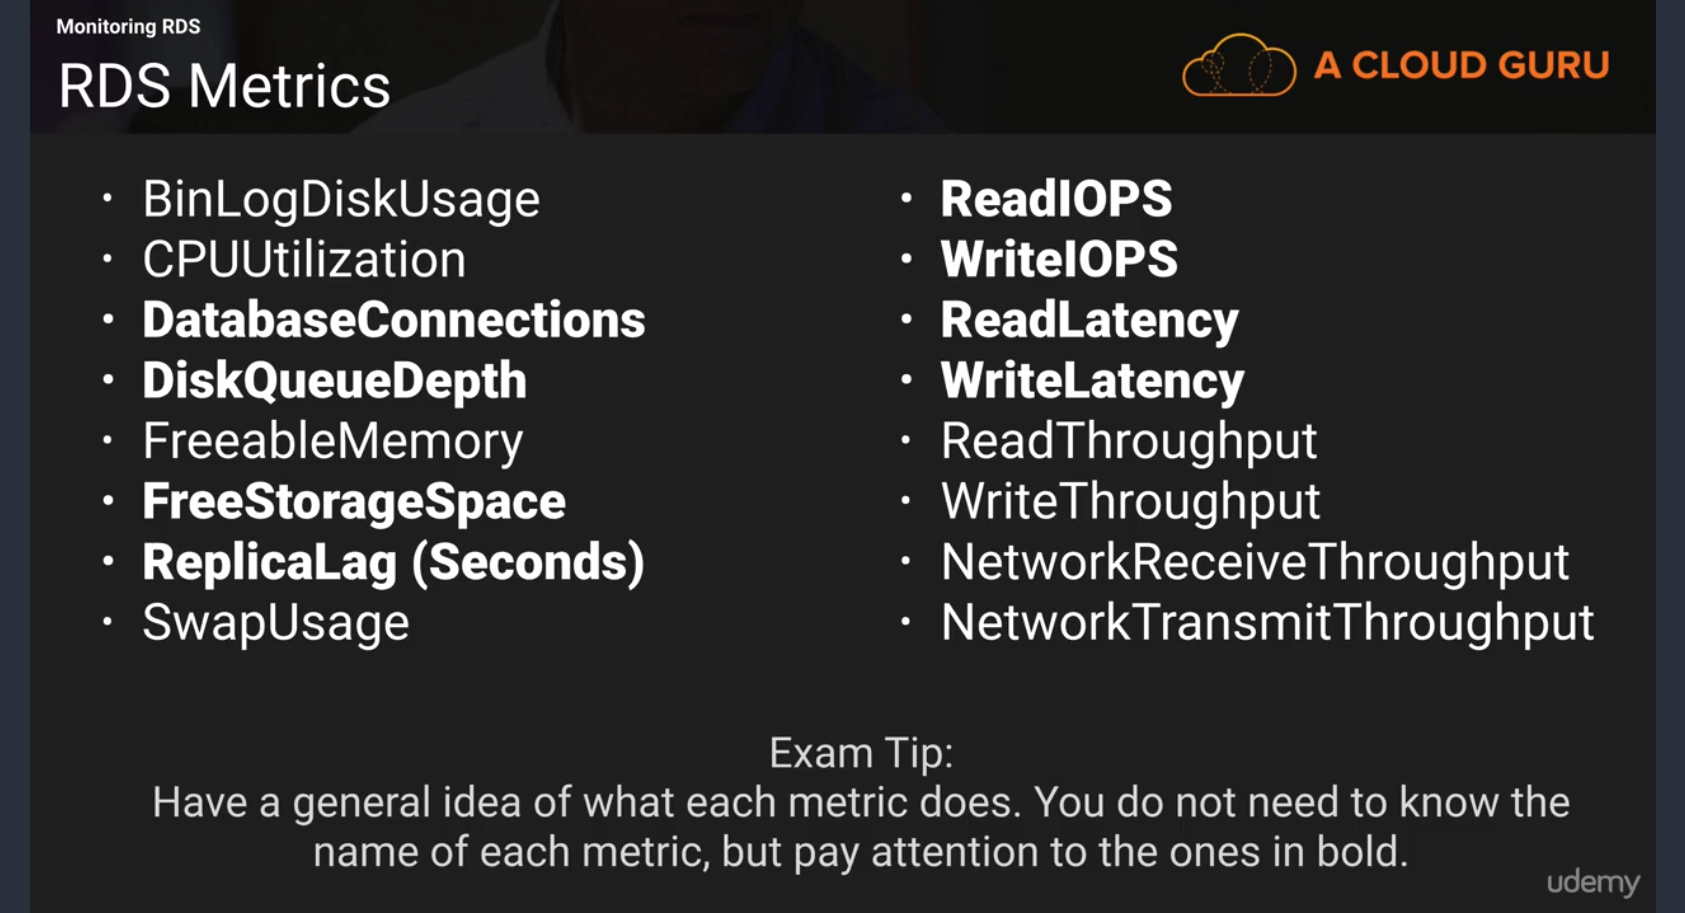 Monitoring RDS
RDS Metrics
A CLOUD GURU
• BinLogDiskUsage
• CPUUtilization
• DatabaseConnections
• DiskQueueDepth
• FreeableMemory
• FreeStorageSpace
• ReplicaLag (Seconds)
• SwapUsage
• ReadIOPS
• WriteIOPS
• ReadLatency
• WriteLatency
• ReadThroughput
• WriteThroughput
• NetworkReceiveThroughput
• NetworkTransmitThroughput
Exam Tip:
Have a general idea of what each metric does. You do not need to know the
name of each metric, but pay attention to the ones in bold.
udemy